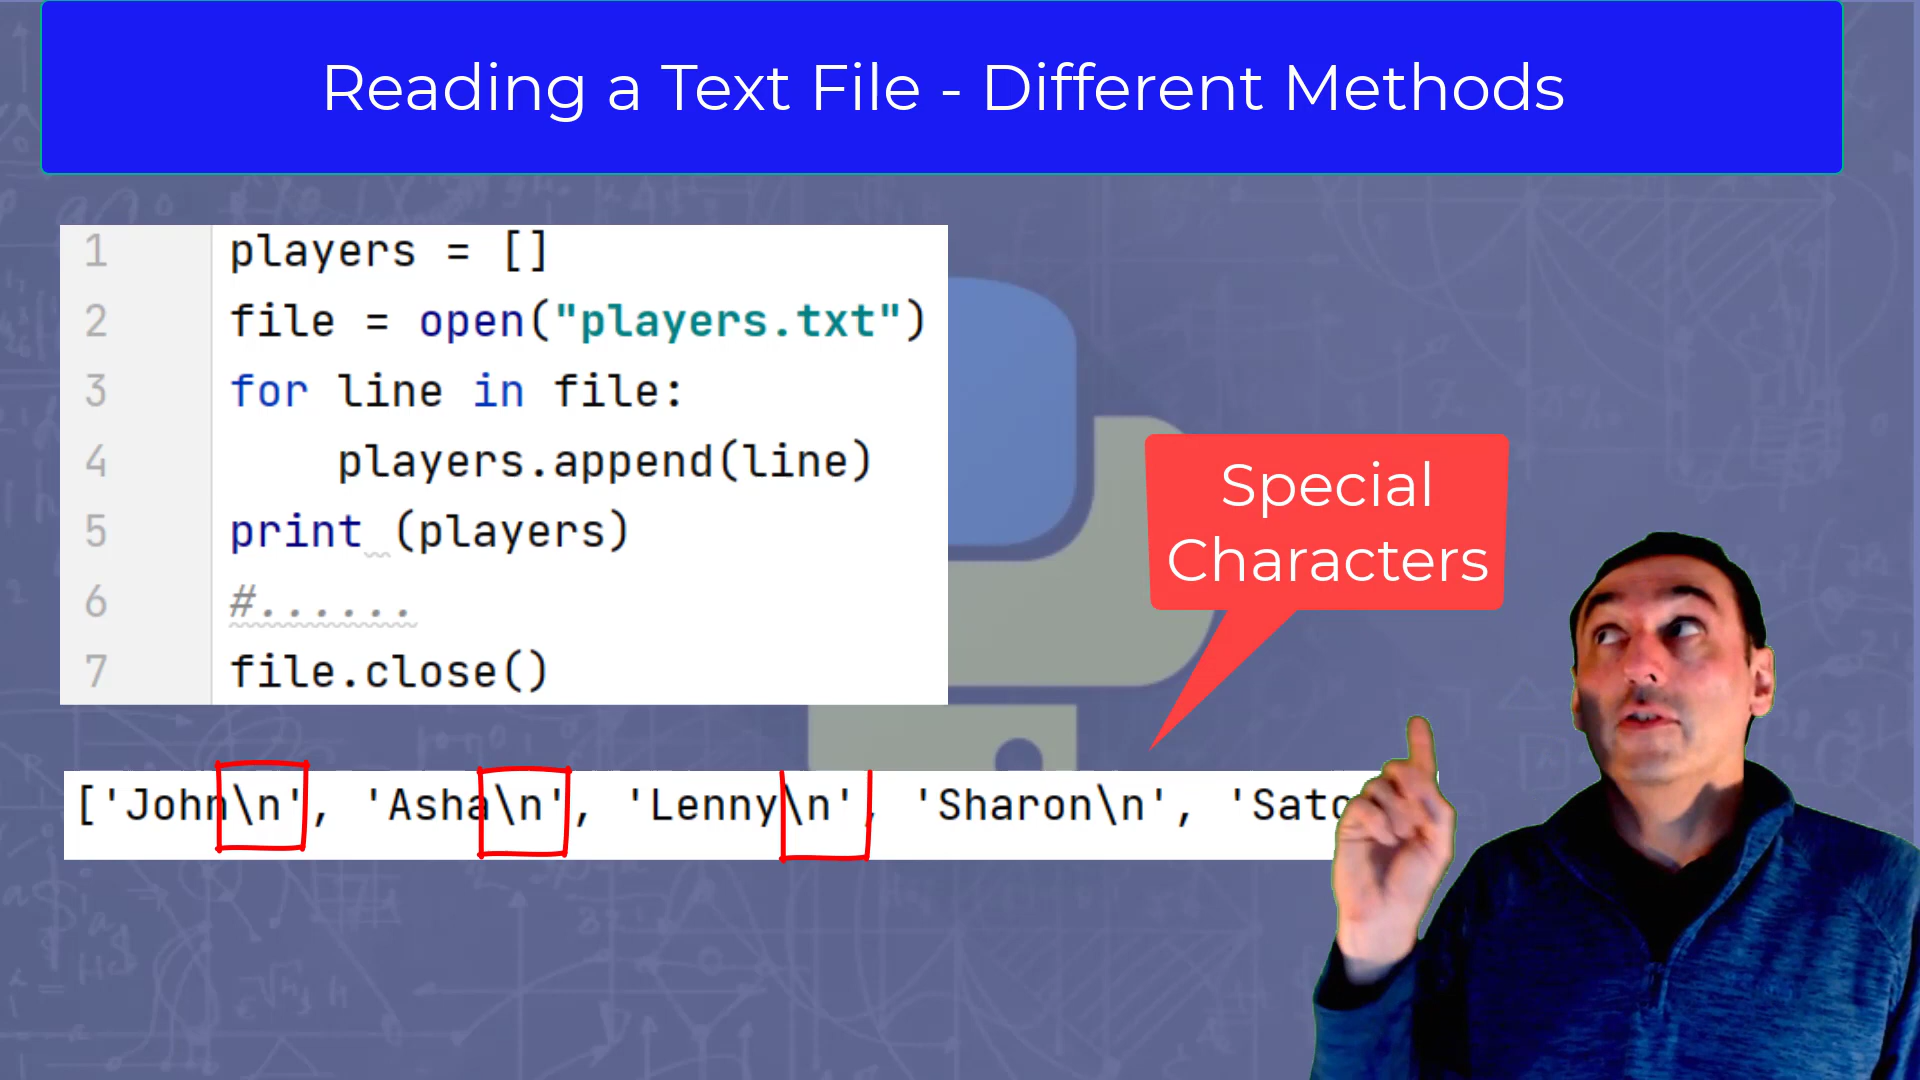 Reading a Text File - Different Methods
1 players = []
2 file = open("players.txt")
3 for line in file:
4 players.append(line)
5 print (players)
6 #......
7 file.close()
Special
Characters
['John\n', 'Asha\n', 'Lenny\n', 'Sharon\n',